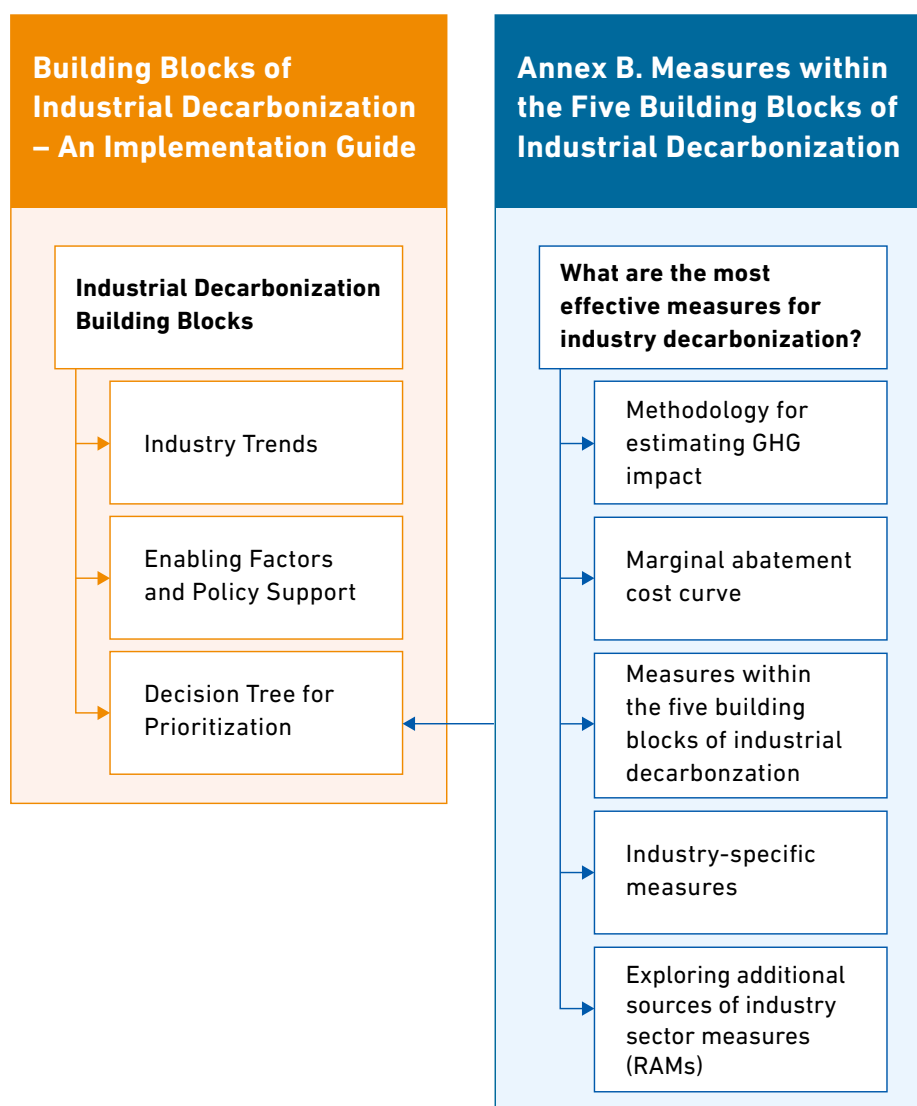 Building Blocks of
Industrial Decarbonization
– An Implementation Guide
Industrial Decarbonization
Building Blocks
Industry Trends
Enabling Factors
and Policy Support
Decision Tree for
Prioritization
Annex B. Measures within
the Five Building Blocks of
Industrial Decarbonization
What are the most
effective measures for
industry decarbonization?
Methodology for
estimating GHG
impact
Marginal abatement
cost curve
Measures within
the five building
blocks of industrial
decarbonzation
Industry-specific
measures
Exploring additional
sources of industry
sector measures
(RAMs)